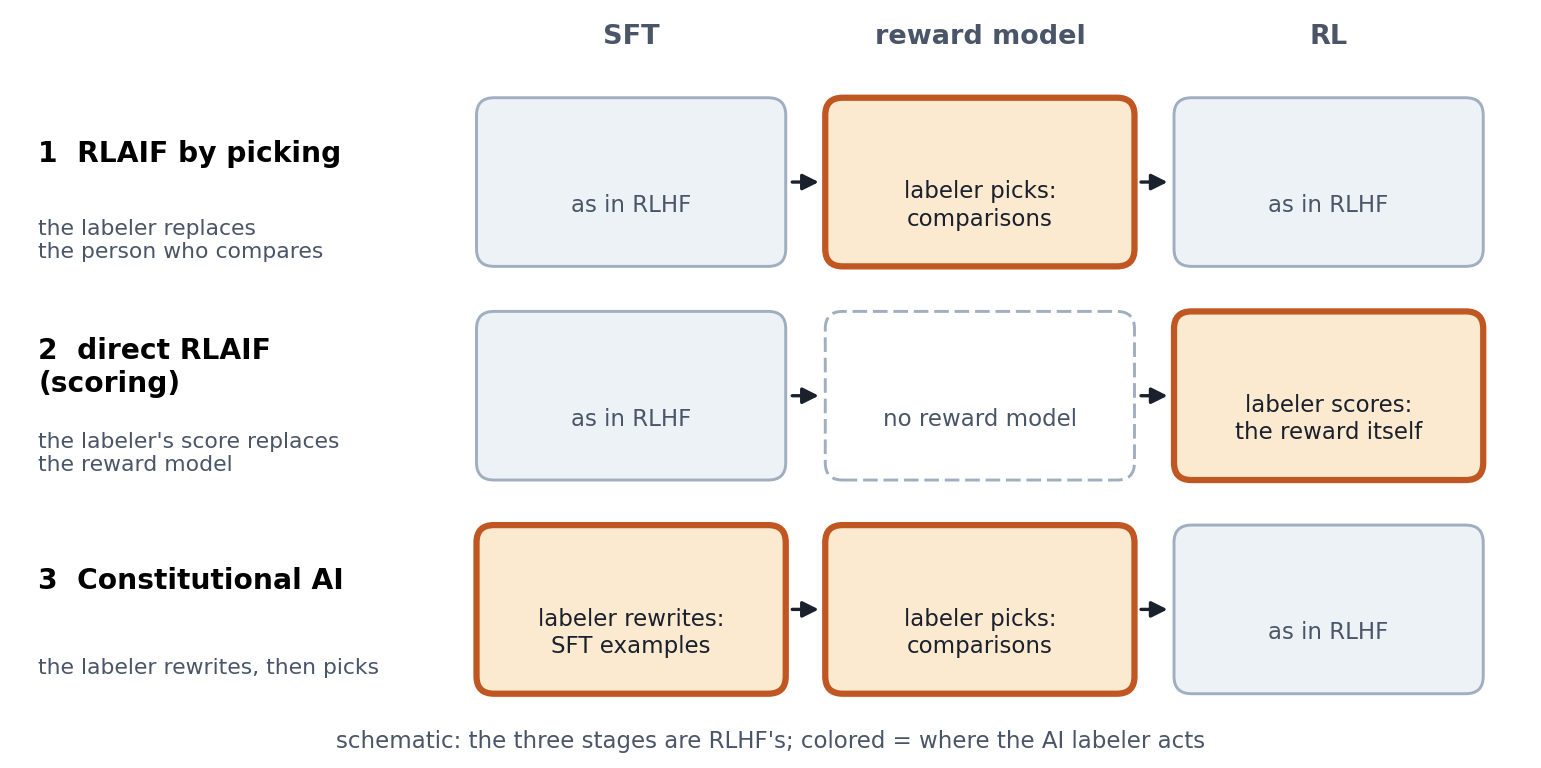 SFT
reward model
RL
1 RLAIF by picking
the labeler replaces
the person who compares
as in RLHF
labeler picks:
comparisons
as in RLHF
2 direct RLAIF
(scoring)
the labeler's score replaces
the reward model
as in RLHF
no reward model
labeler scores:
the reward itself
3 Constitutional AI
the labeler rewrites, then picks
labeler rewrites:
SFT examples
labeler picks:
comparisons
as in RLHF
schematic: the three stages are RLHF's; colored = where the AI labeler acts